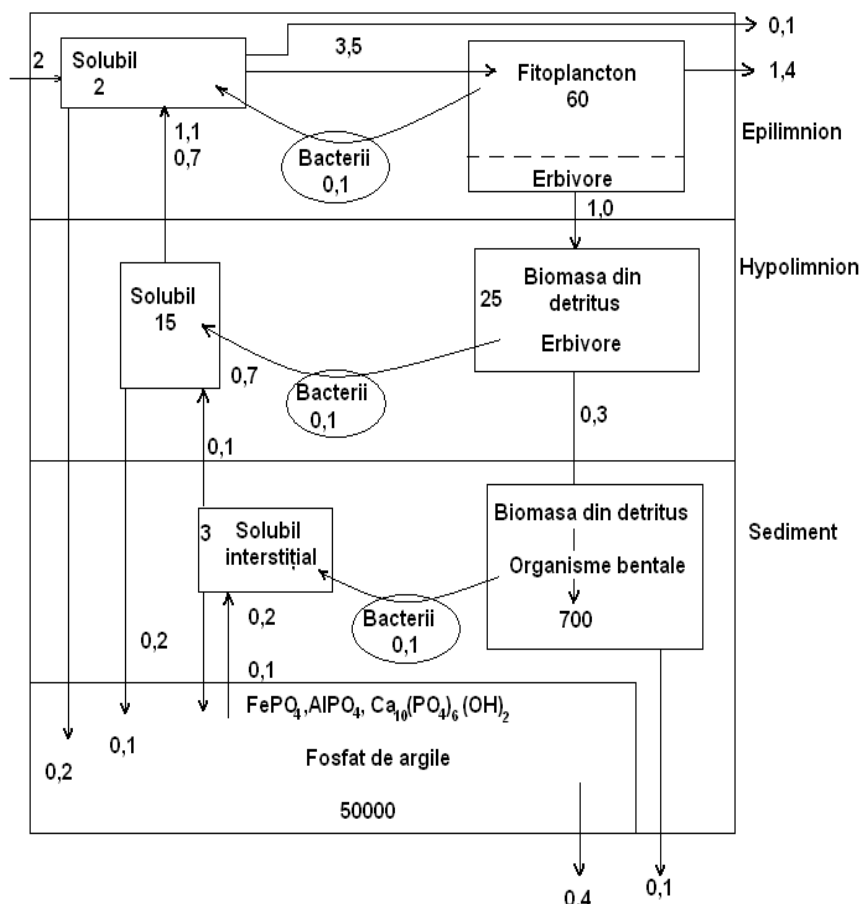 0,1
2
Solubil
2
3,5
Fitoplancton
60
1,4
1,1
0,7
Bacterii
0,1
Epilimnion
Erbivore
1,0
Hypolimnion
Solubil
15
25
Biomasa din
detritus
Erbivore
0,7
Bacterii
0,1
0,3
0,1
3
Solubil
interstițial
Biomasa din detritus
Organisme bentale
700
Sediment
0,2
Bacterii
0,1
0,2
0,1
FePO₄,AlPO₄, Ca₁₀(PO₄)₆(OH)₂
0,1
0,2
Fosfat de argile
50000
0,4
0,1